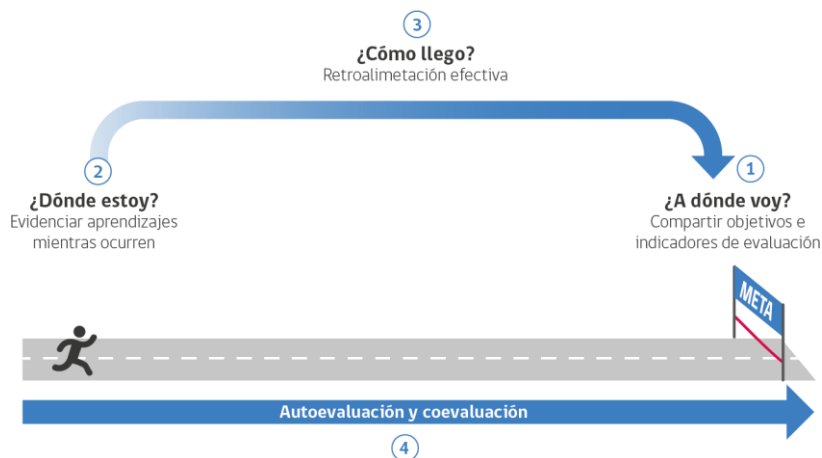 3
¿Cómo llego?
Retroalimetación efectiva
2
¿Dónde estoy?
Evidenciar aprendizajes
mientras ocurren
1
¿A dónde voy?
Compartir objetivos e
indicadores de evaluación
META
Autoevaluación y coevaluación
4